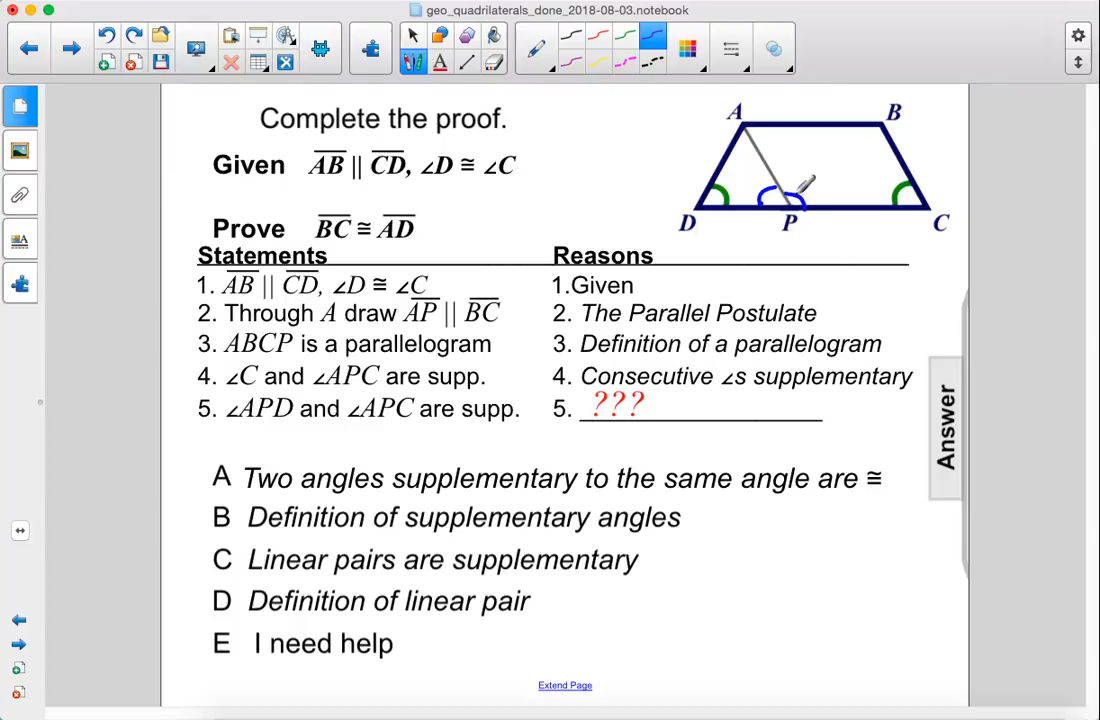 geo_quadrilaterals_done_2018-08-03.notebook
Complete the proof.
Given AB || CD, ∠D ≅ ∠C
Prove BC ≅ AD
A
B
D
P
C
Statements Reasons
1. AB || CD, ∠D ≅ ∠C 1.Given
2. Through A draw AP || BC 2. The Parallel Postulate
3. ABCP is a parallelogram 3. Definition of a parallelogram
4. ∠C and ∠APC are supp. 4. Consecutive ∠s supplementary
5. ∠APD and ∠APC are supp. 5. ???
Answer
A Two angles supplementary to the same angle are ≅
B Definition of supplementary angles
C Linear pairs are supplementary
D Definition of linear pair
E I need help
Extend Page